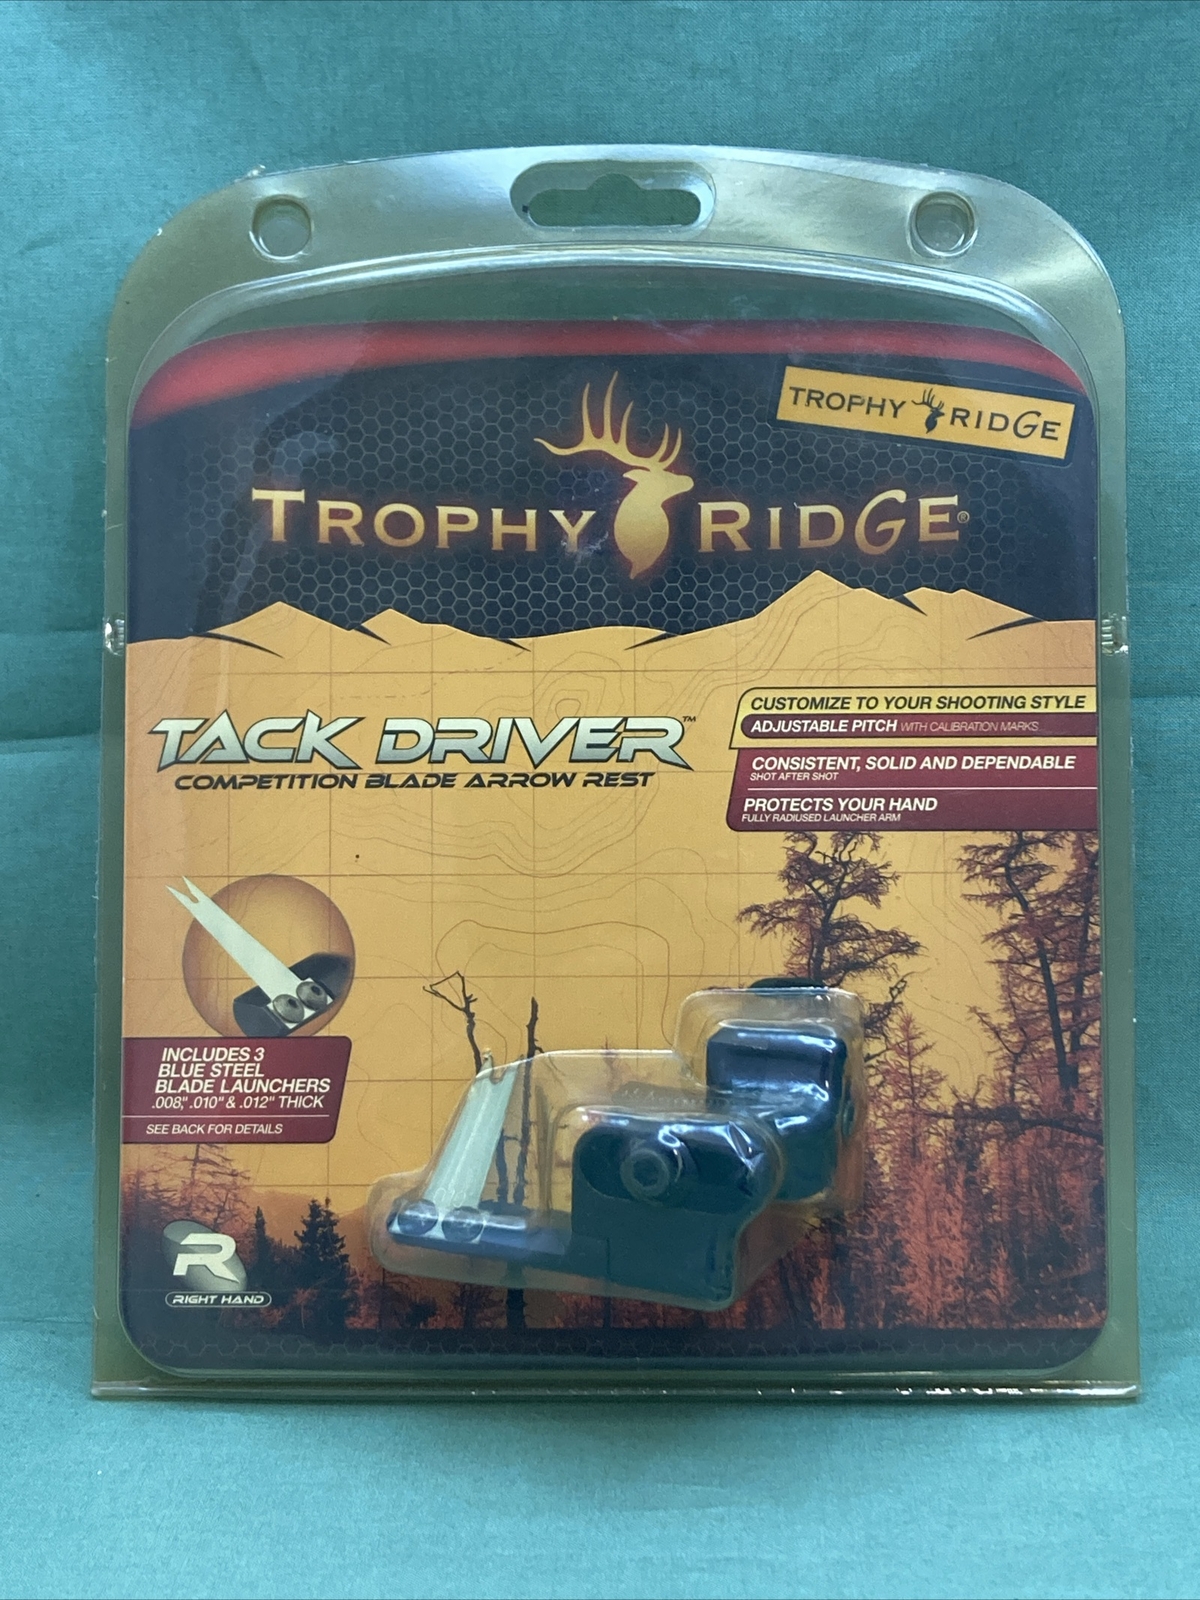 TROPHY RIDGE
TROPHY RIDGE®
TACK DRIVER™
COMPETITION BLADE ARROW REST
CUSTOMIZE TO YOUR SHOOTING STYLE
ADJUSTABLE PITCH WITH CALIBRATION MARKS
CONSISTENT, SOLID AND DEPENDABLE
SHOT AFTER SHOT
PROTECTS YOUR HAND
FULLY RADIUSED LAUNCHER ARM
INCLUDES 3
BLUE STEEL
BLADE LAUNCHERS
.008," .010" & .012" THICK
SEE BACK FOR DETAILS
R
RIGHT HAND